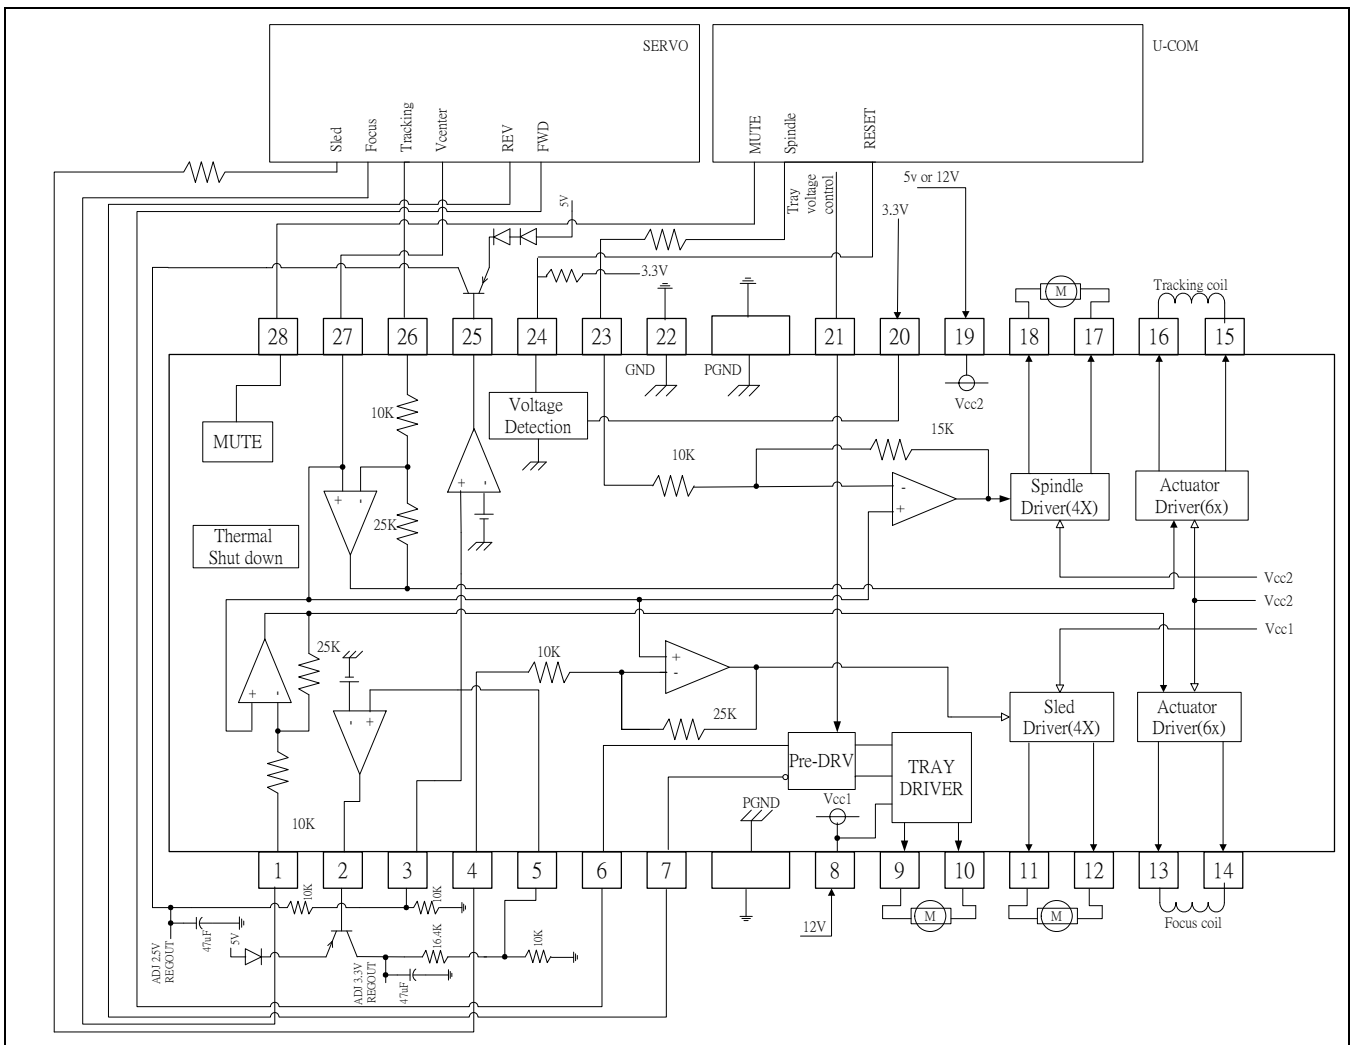 SERVO
U-COM
Sled
Focus
Tracking
Vcenter
REV
FWD
MUTE
Spindle
RESET
Tray
voltage
control
5v or 12V
3.3V
5V
3.3V
Tracking coil
M
28
27
26
25
24
23
22
21
20
19
18
17
16
15
GND
PGND
Vcc2
MUTE
10K
Voltage
Detection
15K
10K
+
-
+
-
-
+
25K
Spindle
Driver(4X)
Actuator
Driver(6x)
Thermal
Shut down
Vcc2
Vcc2
Vcc1
25K
10K
+
-
25K
+
-
-
+
Sled
Driver(4X)
Actuator
Driver(6x)
Pre-DRV
TRAY
DRIVER
Vcc1
PGND
10K
1
2
3
4
5
6
7
8
9
10
11
12
13
14
10K
10K
M
M
Focus coil
12V
47uF
5V
16.4K
10K
ADJ 2.5V
REGOUT
ADJ 3.3V
REGOUT
47uF